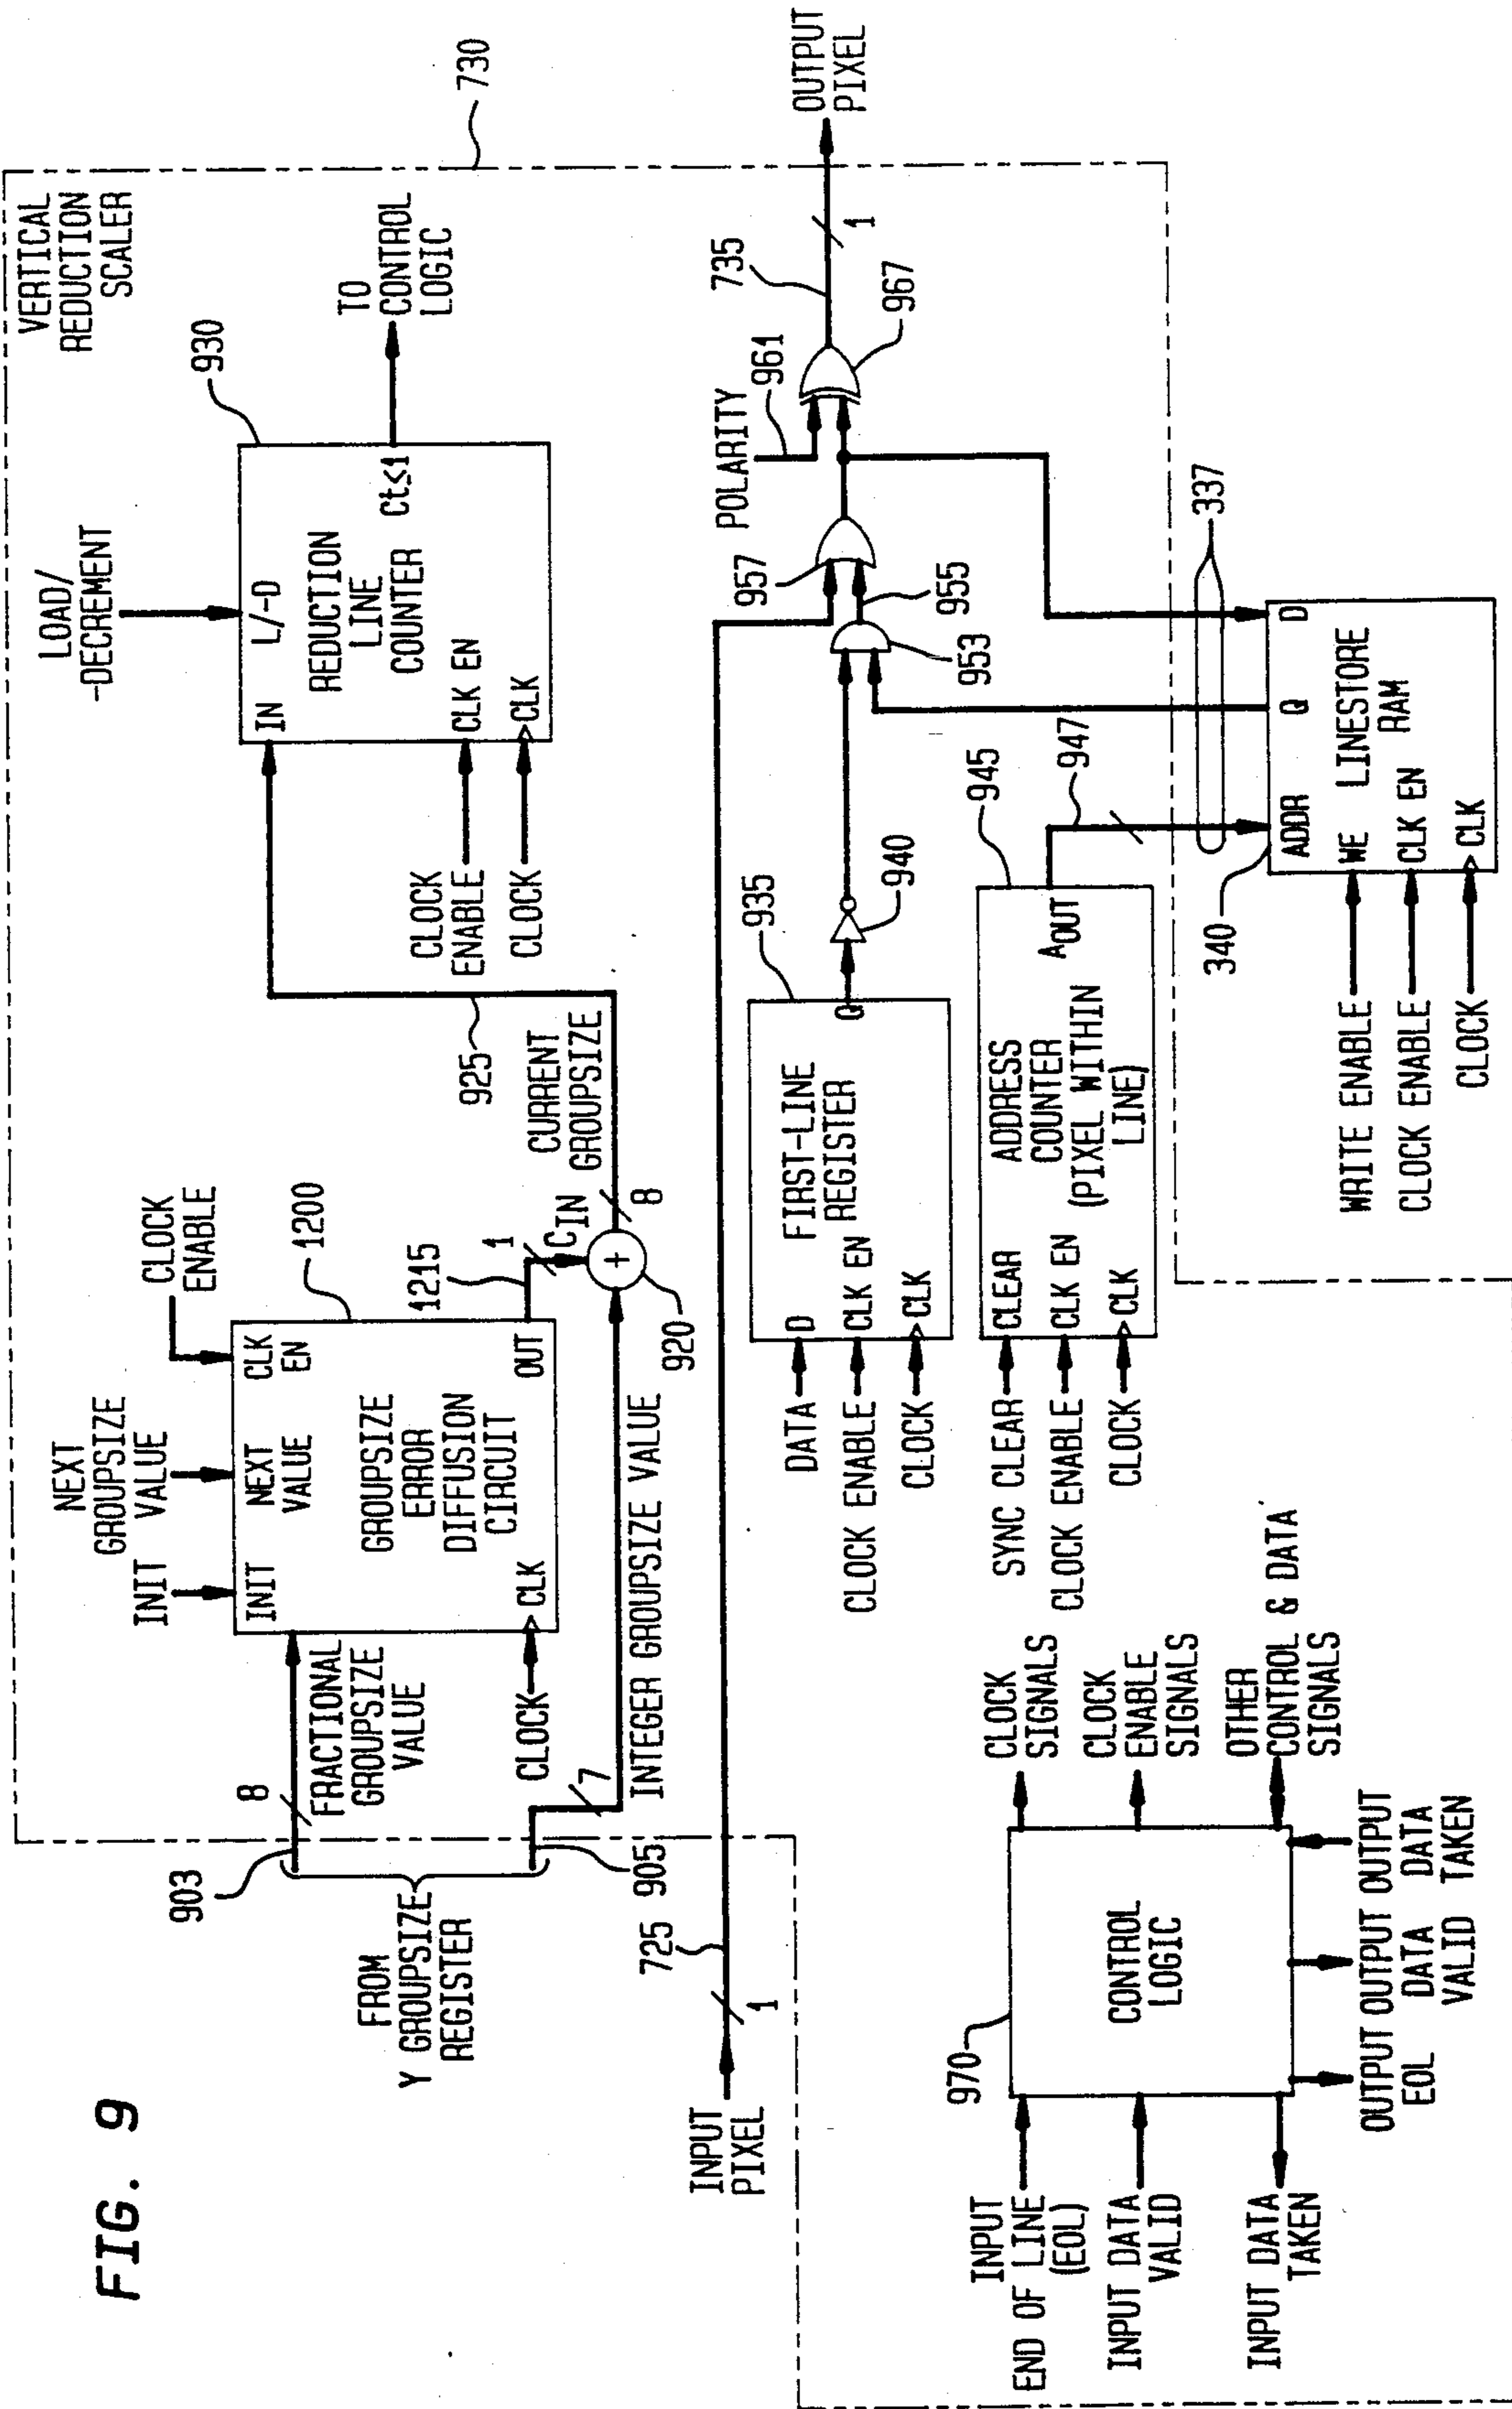 FIG. 9
VERTICAL
REDUCTION
SCALER
730
903
8
FRACTIONAL
GROUPSIZE
VALUE
FROM
Y GROUPSIZE
REGISTER
905
7
INTEGER GROUPSIZE VALUE
INIT
NEXT
GROUPSIZE
VALUE
CLOCK
ENABLE
1200
INIT
NEXT
VALUE
CLK
EN
GROUPSIZE
ERROR
DIFFUSION
CIRCUIT
CLK
OUT
CLOCK
1215
1
CIN
+
920
8
CURRENT
GROUPSIZE
925
LOAD/
-DECREMENT
930
IN
L/-D
REDUCTION
LINE
COUNTER
Ct≤1
CLK EN
CLK
CLOCK
ENABLE
CLOCK
TO
CONTROL
LOGIC
INPUT
PIXEL
725
1
DATA
CLOCK ENABLE
CLOCK
935
FIRST-LINE
REGISTER
D
CLK EN
CLK
Q
940
SYNC CLEAR
CLOCK ENABLE
CLOCK
945
CLEAR
CLK EN
CLK
ADDRESS
COUNTER
(PIXEL WITHIN
LINE)
AOUT
947
953
955
957
POLARITY
961
967
735
1
OUTPUT
PIXEL
337
340
ADDR
Q
D
WE
LINESTORE
RAM
CLK EN
CLK
WRITE ENABLE
CLOCK ENABLE
CLOCK
970
CONTROL
LOGIC
INPUT
END OF LINE
(EOL)
INPUT DATA
VALID
INPUT DATA
TAKEN
CLOCK
SIGNALS
CLOCK
ENABLE
SIGNALS
OTHER
CONTROL & DATA
SIGNALS
OUTPUT
EOL
OUTPUT
DATA
VALID
OUTPUT
DATA
TAKEN